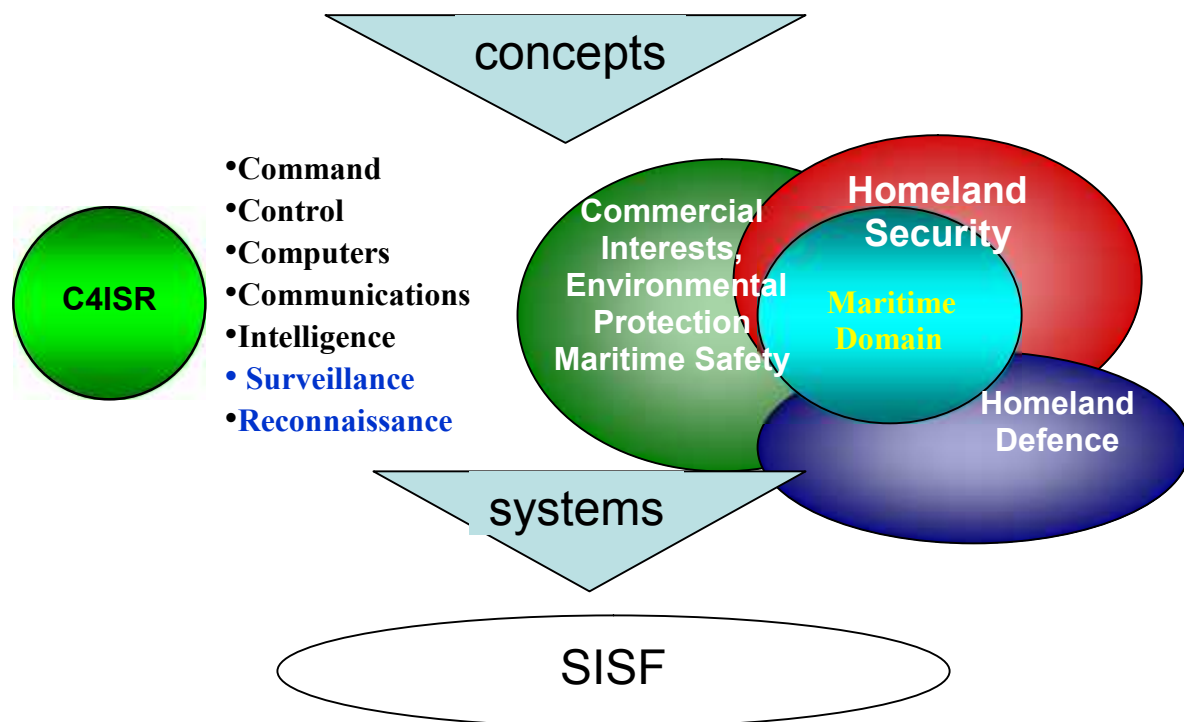 concepts
C4ISR
•Command
•Control
•Computers
•Communications
•Intelligence
• Surveillance
•Reconnaissance
Commercial
Interests,
Environmental
Protection
Maritime Safety
Homeland
Security
Maritime
Domain
Homeland
Defence
systems
SISF